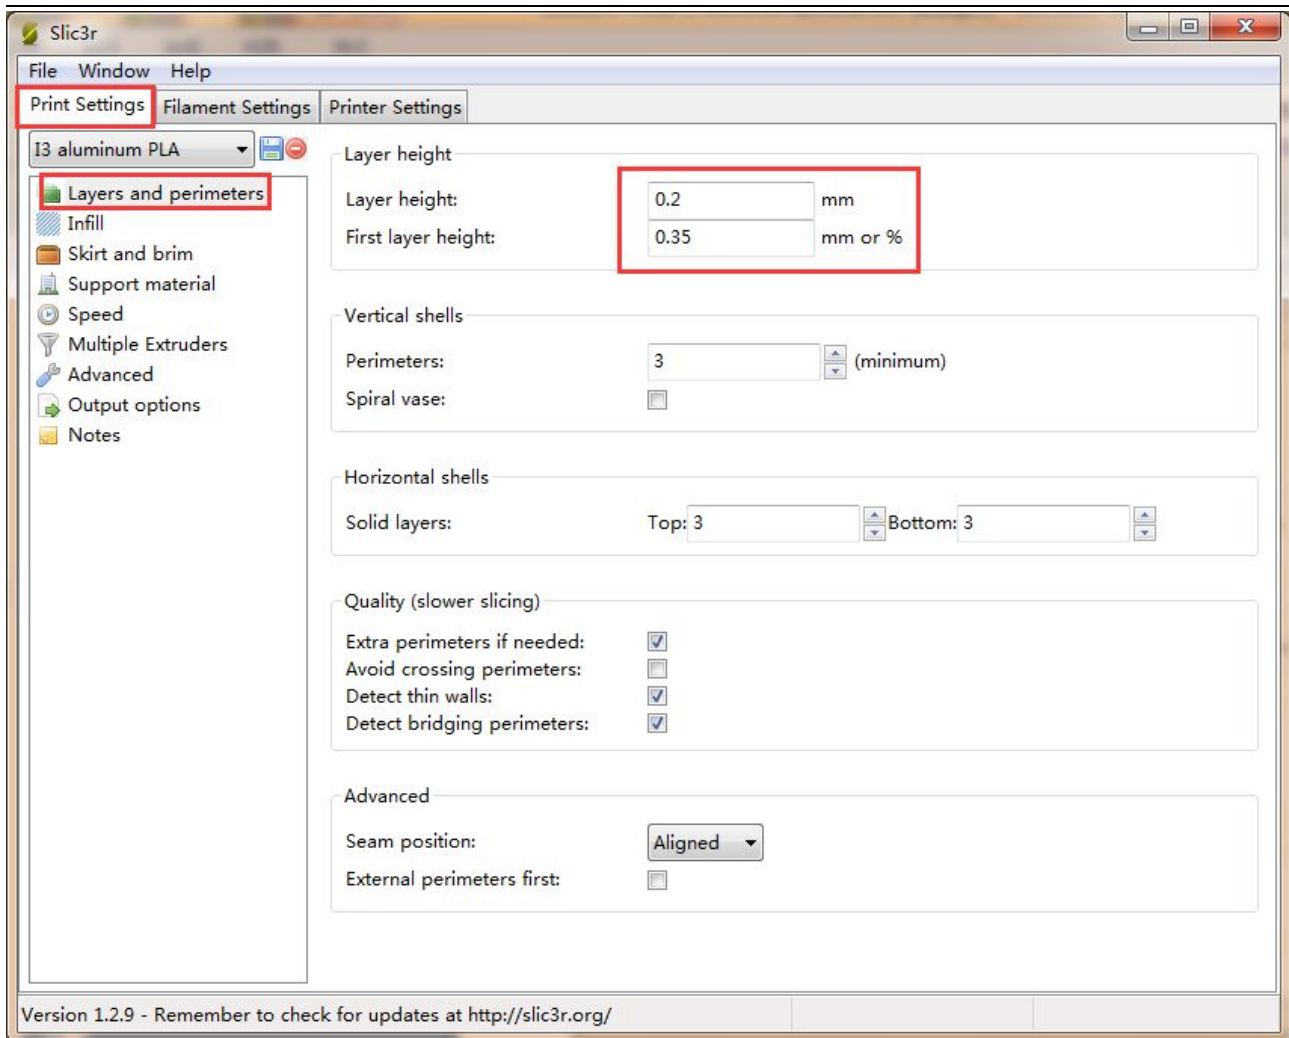 Slic3r
File Window Help
Print Settings Filament Settings Printer Settings
I3 aluminum PLA
Layers and perimeters
Infill
Skirt and brim
Support material
Speed
Multiple Extruders
Advanced
Output options
Notes
Layer height
Layer height: 0.2 mm
First layer height: 0.35 mm or %
Vertical shells
Perimeters: 3 (minimum)
Spiral vase:
Horizontal shells
Solid layers: Top: 3 Bottom: 3
Quality (slower slicing)
Extra perimeters if needed:
Avoid crossing perimeters:
Detect thin walls:
Detect bridging perimeters:
Advanced
Seam position: Aligned
External perimeters first:
Version 1.2.9 - Remember to check for updates at http://slic3r.org/